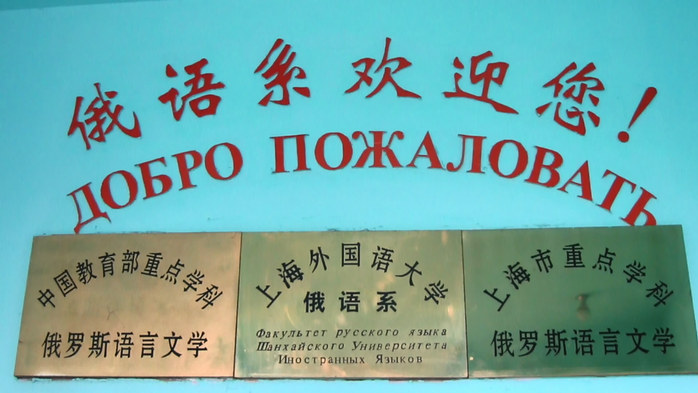 俄语系欢迎您！
ДОБРО ПОЖАЛОВАТЬ
中国教育部重点学科
俄罗斯语言文学
上海外国语大学
俄语系
Факультет русского языка
Шанхайского Университета
Иностранных Языков
上海市重点学科
俄罗斯语言文学